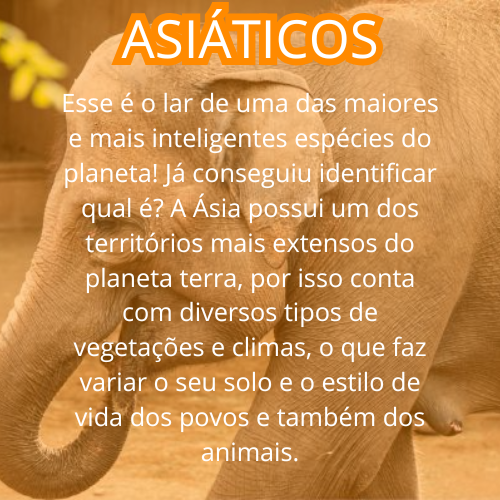 ASIÁTICOS
Esse é o lar de uma das maiores
e mais inteligentes espécies do
planeta! Já conseguiu identificar
qual é? A Ásia possui um dos
territórios mais extensos do
planeta terra, por isso conta
com diversos tipos de
vegetações e climas, o que faz
variar o seu solo e o estilo de
vida dos povos e também dos
animais.